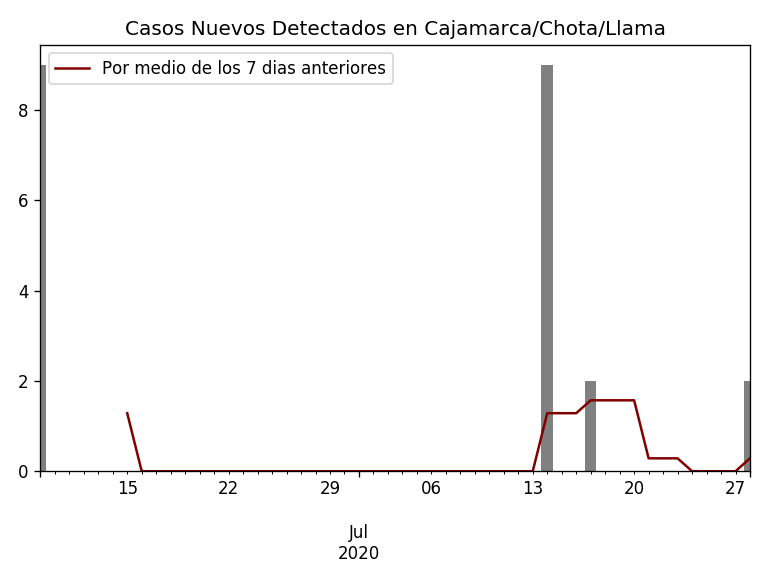 Casos Nuevos Detectados en Cajamarca/Chota/Llama
Por medio de los 7 dias anteriores
8
6
4
2
0
15 22 29 06 13 20 27
Jul
2020